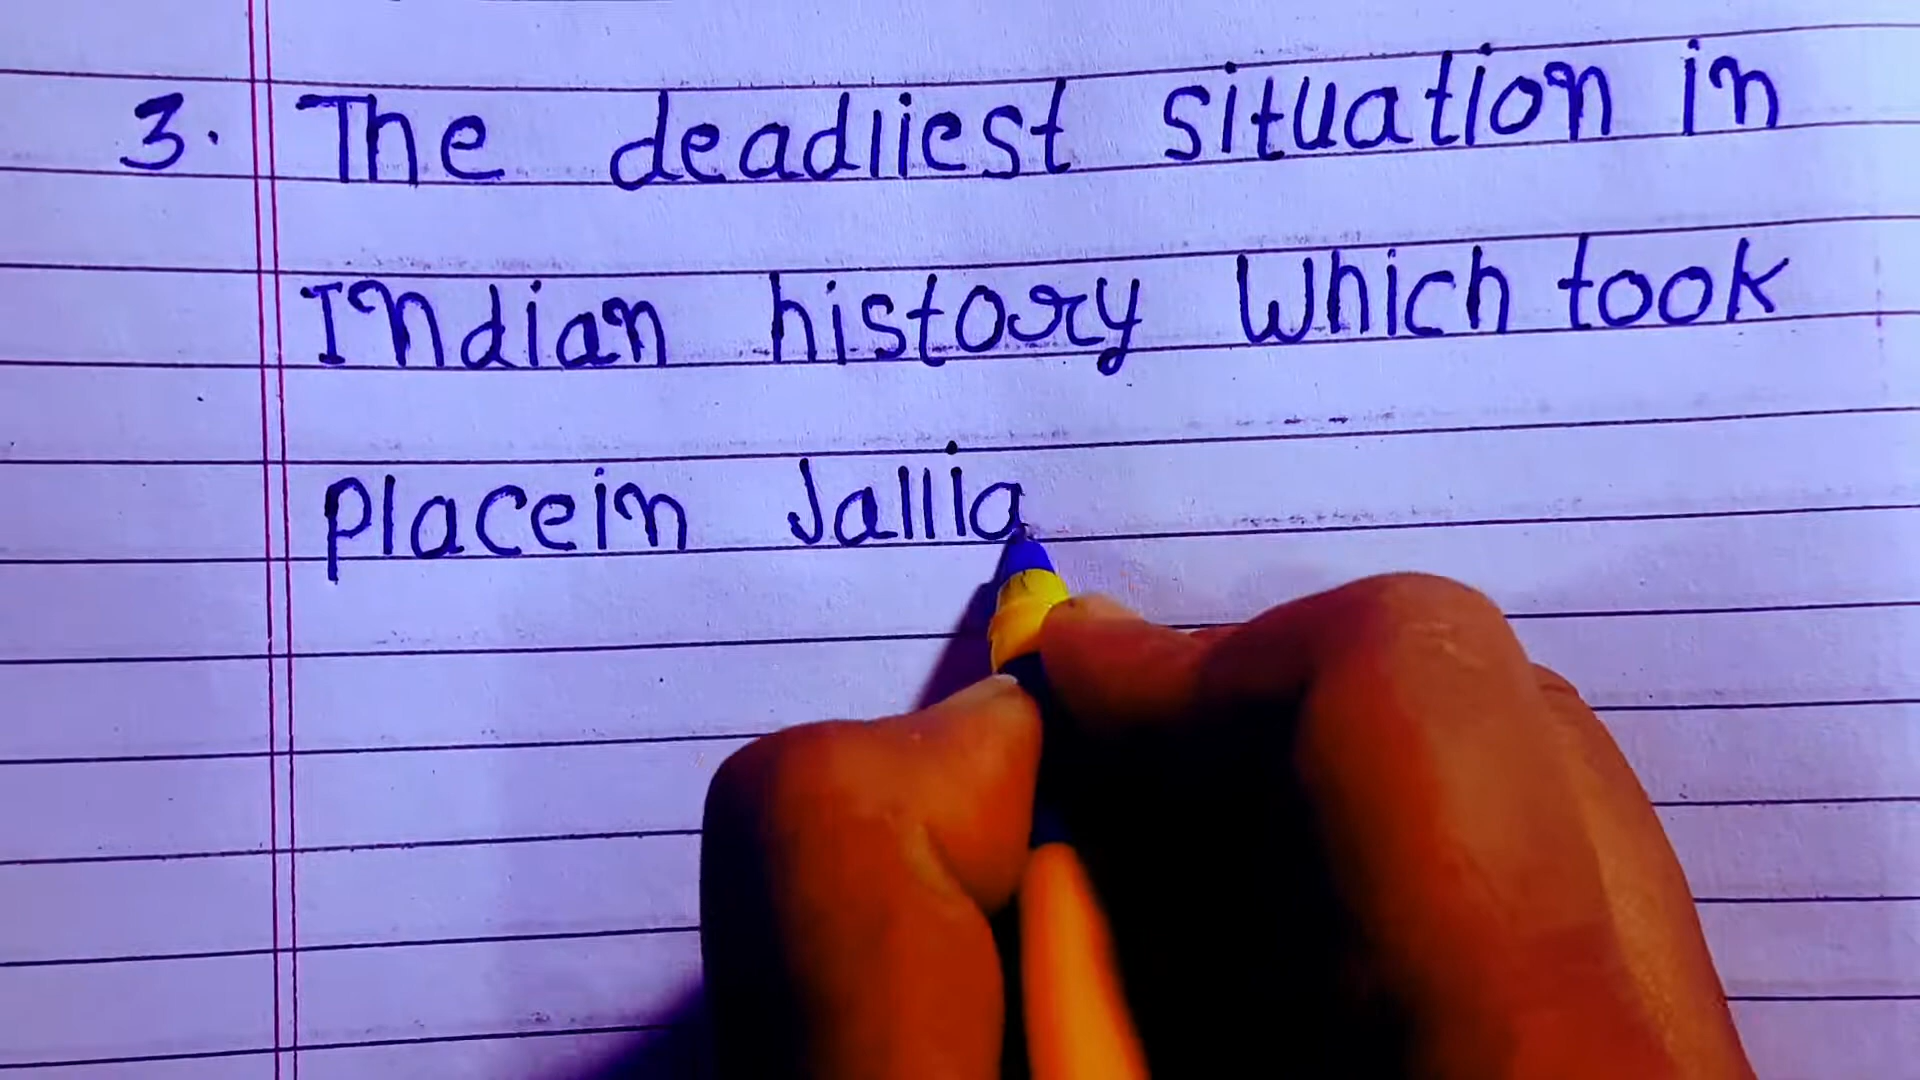 3. The deadliest situation in
Indian history Which took
placein Jallia